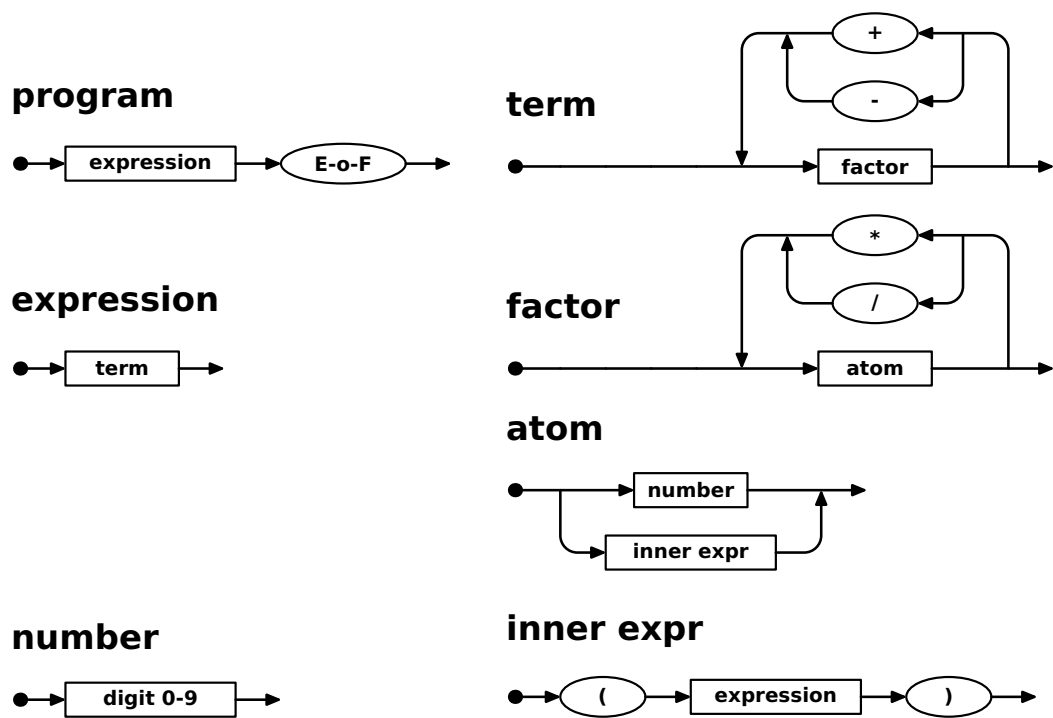 program
expression
E-o-F
expression
term
number
digit 0-9
term
+
-
factor
factor
*
/
atom
atom
number
inner expr
inner expr
(
expression
)